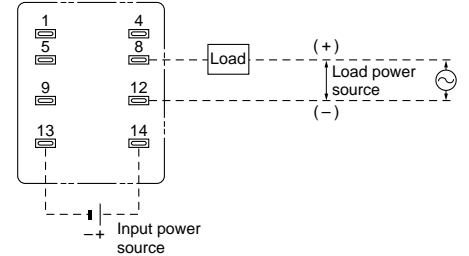 1 4
5 8
Load
(+)
Load power
source
9 12
(−)
13 14
−+
Input power
source